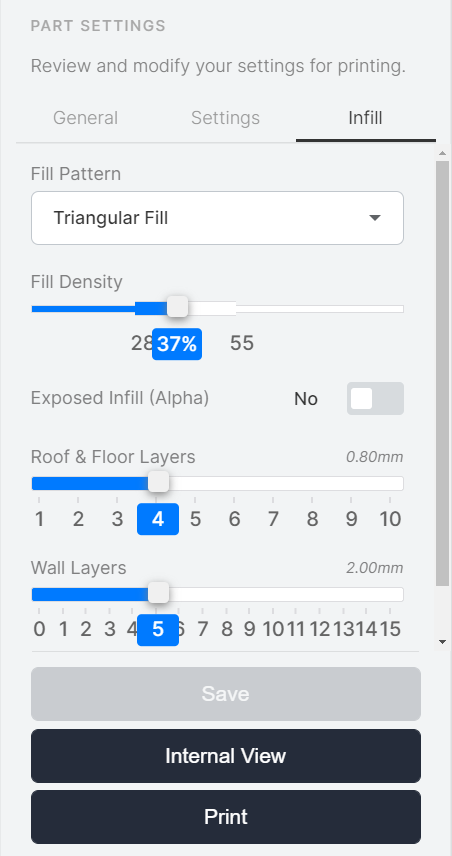 PART SETTINGS
Review and modify your settings for printing.
General Settings Infill
Fill Pattern
Triangular Fill
Fill Density
28 37% 55
Exposed Infill (Alpha) No
Roof & Floor Layers 0.80mm
1 2 3 4 5 6 7 8 9 10
Wall Layers 2.00mm
0 1 2 3 4 5 6 7 8 9 10 11 12 13 14 15
Save
Internal View
Print